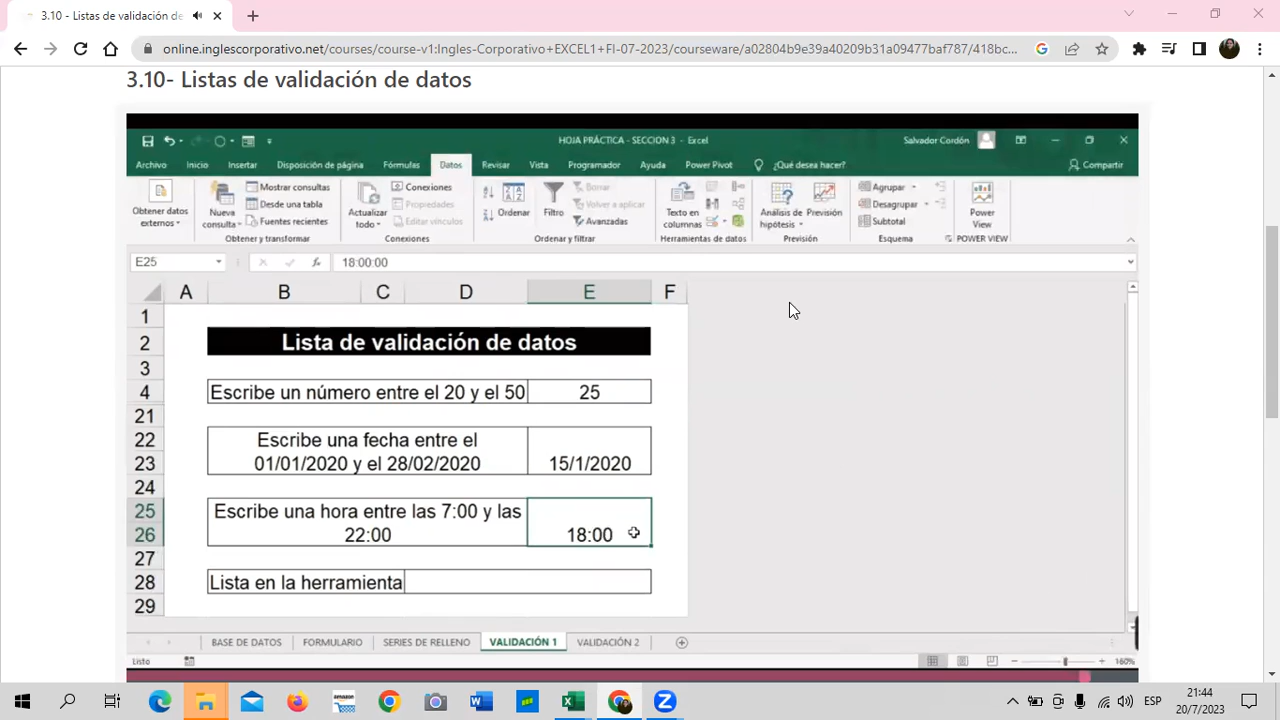 3.10 - Listas de validación de
online.inglescorporativo.net/courses/course-v1:Ingles-Corporativo+EXCEL1+FI-07-2023/courseware/a02804b9e39a40209b31a09477baf787/418bc...
3.10- Listas de validación de datos
HOJA PRÁCTICA - SECCION 3 - Excel
Salvador Cordón
Archivo Inicio Insertar Disposición de página Fórmulas Datos Revisar Vista Programador Ayuda Power Pivot ¿Qué desea hacer? Compartir
Obtener datos externos
Nueva consulta
Mostrar consultas
Desde una tabla
Fuentes recientes
Obtener y transformar
Actualizar todo
Conexiones
Propiedades
Editar vínculos
Conexiones
Ordenar
Filtro
Borrar
Volver a aplicar
Avanzadas
Ordenar y filtrar
Texto en columnas
Herramientas de datos
Análisis de hipótesis
Previsión
Previsión
Agrupar
Desagrupar
Subtotal
Esquema
Power View
POWER VIEW
E25 fx 18:00:00
A B C D E F
1
2 Lista de validación de datos
3
4 Escribe un número entre el 20 y el 50 25
21
22 Escribe una fecha entre el
23 01/01/2020 y el 28/02/2020 15/1/2020
24
25 Escribe una hora entre las 7:00 y las
26 22:00 18:00
27
28 Lista en la herramienta
29
BASE DE DATOS FORMULARIO SERIES DE RELLENO VALIDACIÓN 1 VALIDACIÓN 2
Listo 160%
ESP
21:44
20/7/2023